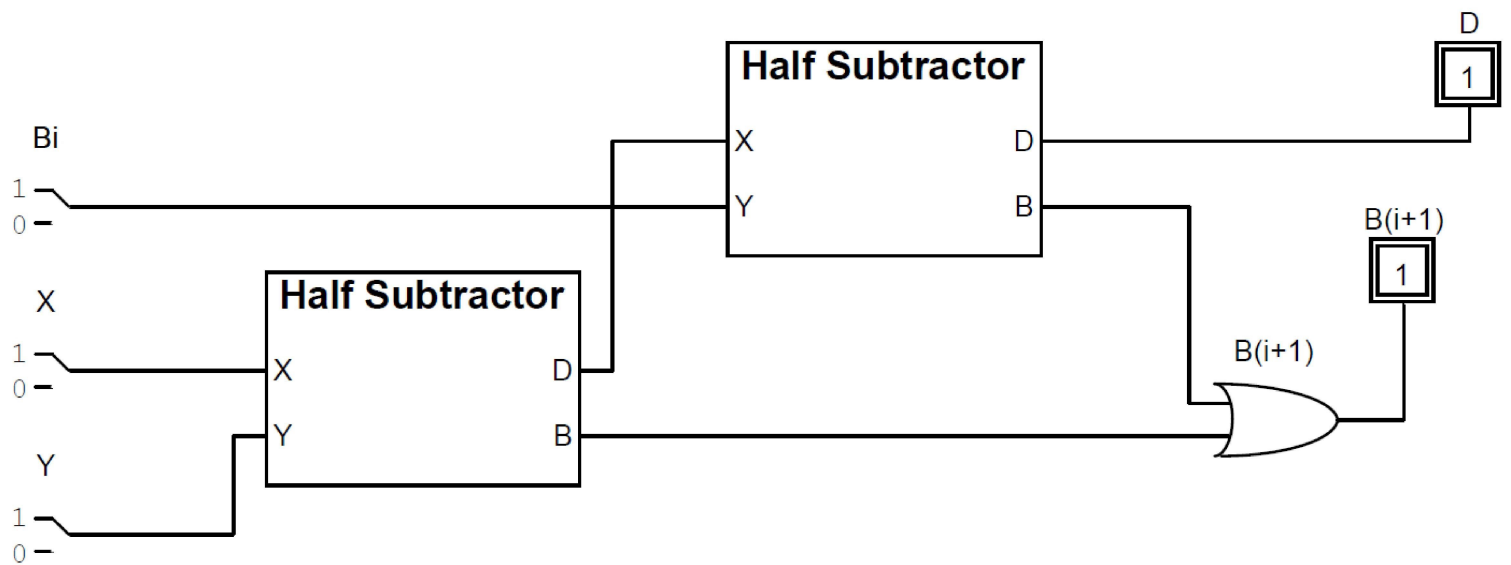 D
1
Half Subtractor
X
D
Y
B
Bi
1
0
B(i+1)
1
Half Subtractor
X
D
Y
B
X
1
0
B(i+1)
Y
1
0